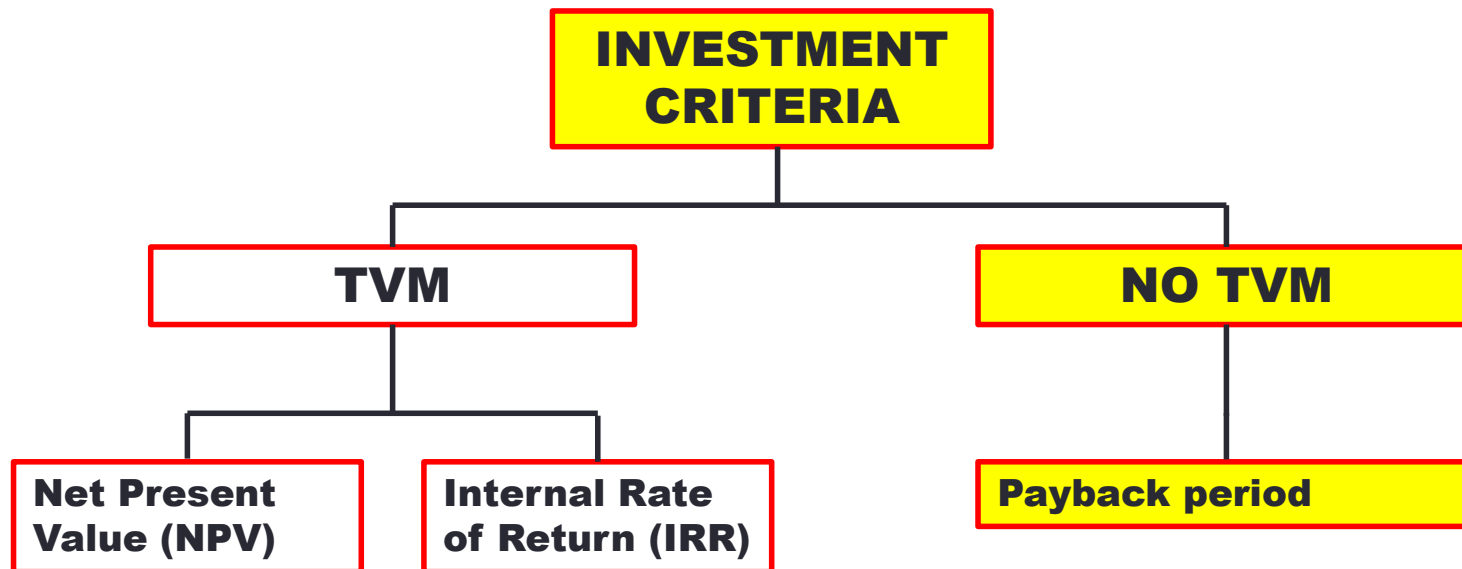 INVESTMENT
CRITERIA
TVM
NO TVM
Net Present
Value (NPV)
Internal Rate
of Return (IRR)
Payback period